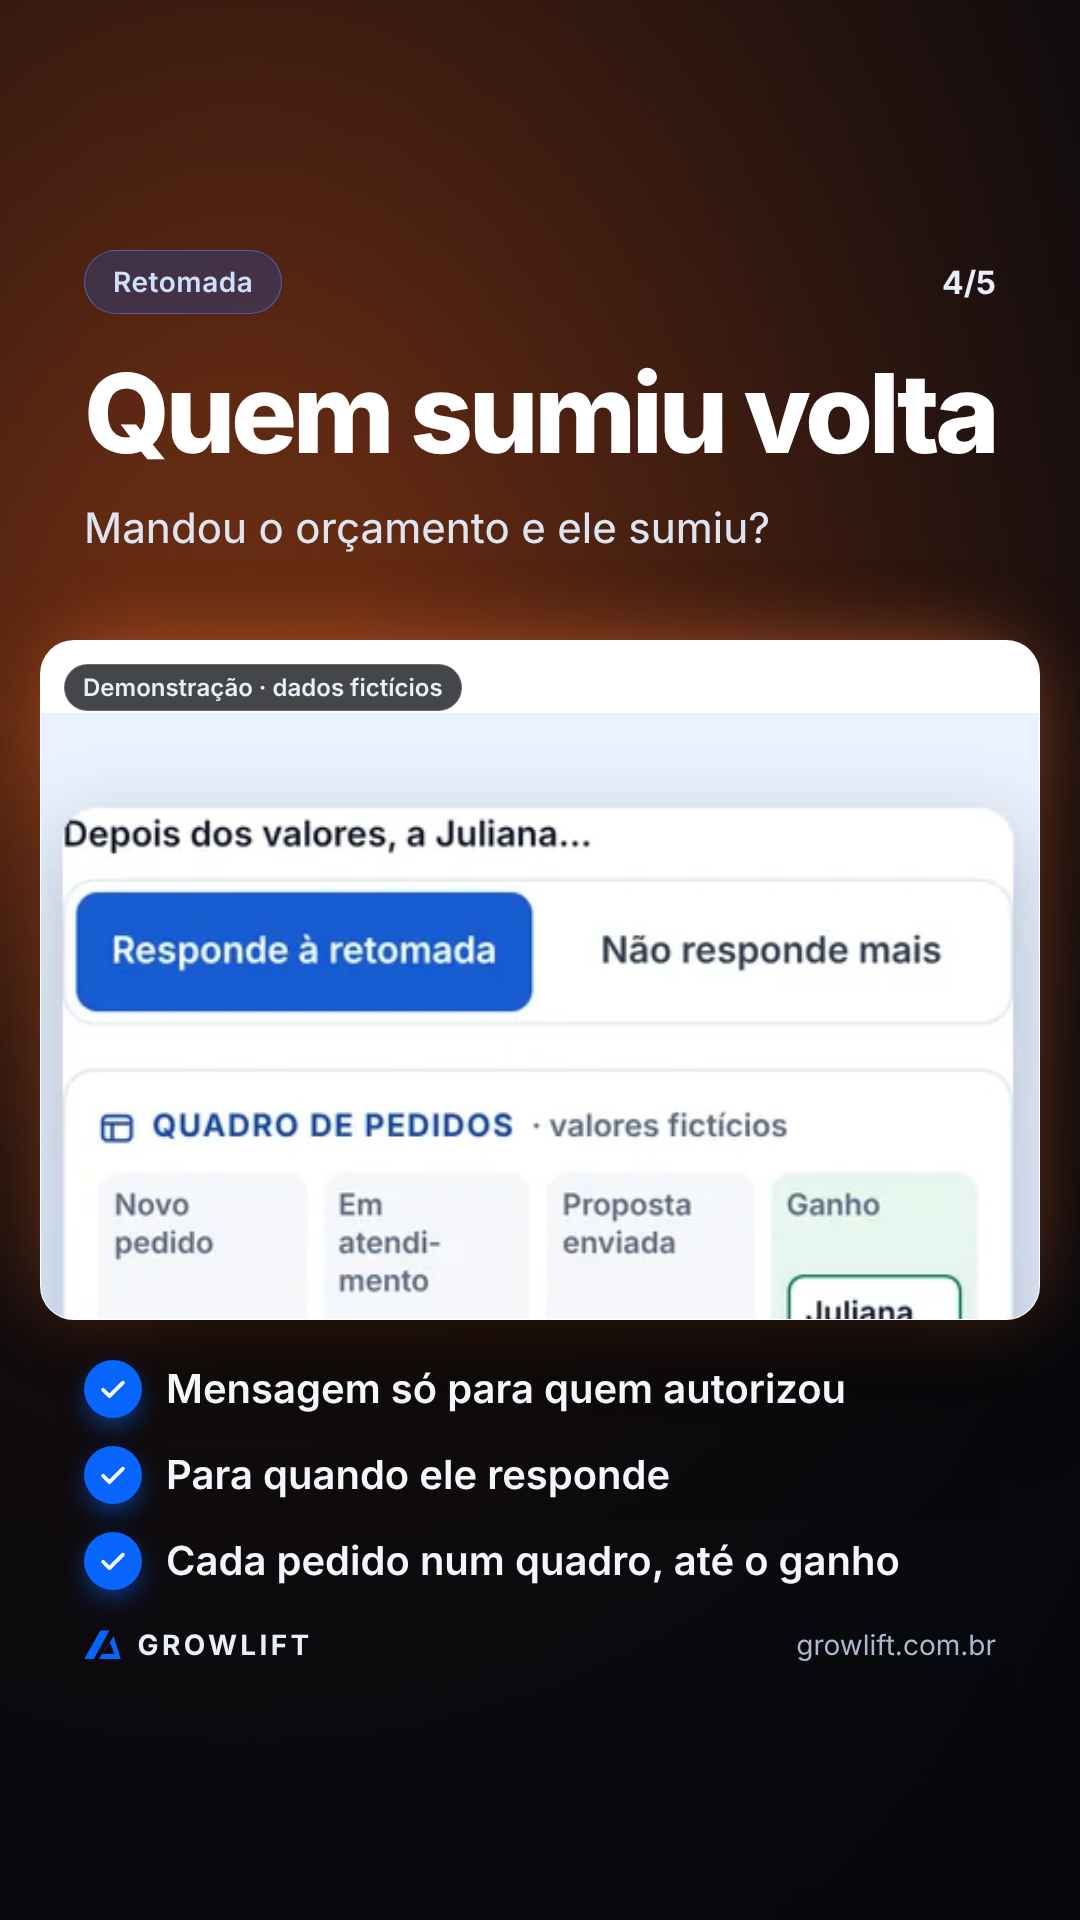 Retomada
4/5
Quem sumiu volta
Mandou o orçamento e ele sumiu?
Demonstração · dados fictícios
Depois dos valores, a Juliana...
Responde à retomada
Não responde mais
QUADRO DE PEDIDOS · valores fictícios
Novo
pedido
Em
atendi-
mento
Proposta
enviada
Ganho
Juliana
Mensagem só para quem autorizou
Para quando ele responde
Cada pedido num quadro, até o ganho
GROWLIFT
growlift.com.br